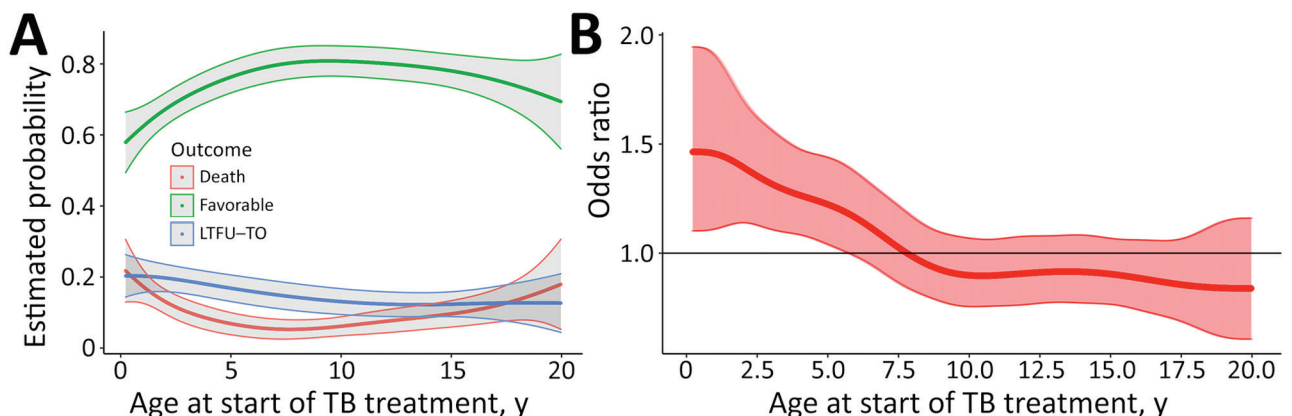 A
Estimated probability
0.8
0.6
0.4
0.2
0
Outcome
Death
Favorable
LTFU–TO
0 5 10 15 20
Age at start of TB treatment, y
B
Odds ratio
2.0
1.5
1.0
0 2.5 5.0 7.5 10.0 12.5 15.0 17.5 20.0
Age at start of TB treatment, y